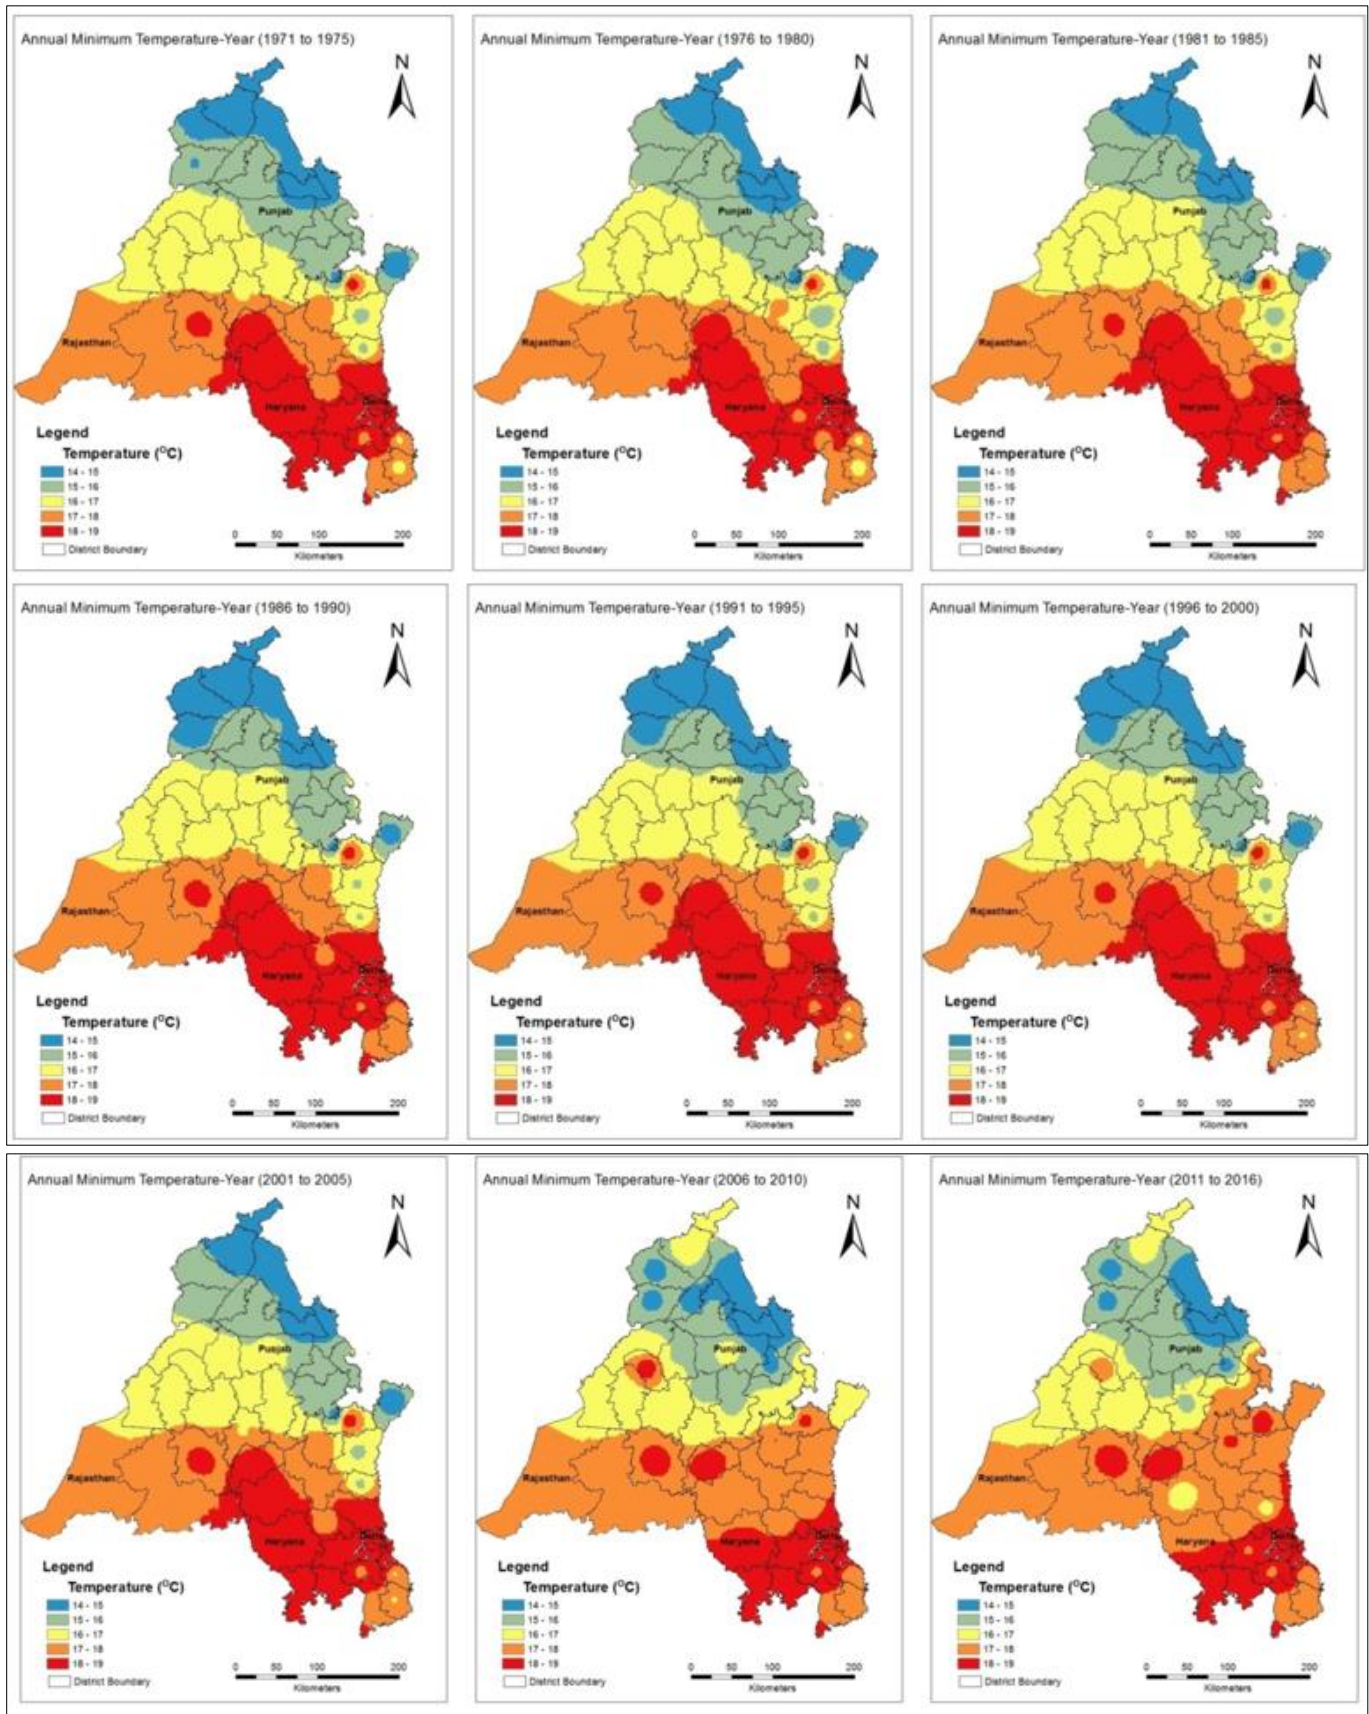 Annual Minimum Temperature-Year (1971 to 1975)
N
Punjab
Rajasthan
Haryana
Delhi
Legend
Temperature (°C)
14 - 15
15 - 16
16 - 17
17 - 18
18 - 19
District Boundary
0 50 100 200
Kilometers
Annual Minimum Temperature-Year (1976 to 1980)
N
Punjab
Rajasthan
Haryana
Delhi
Legend
Temperature (°C)
14 - 15
15 - 16
16 - 17
17 - 18
18 - 19
District Boundary
0 50 100 200
Kilometers
Annual Minimum Temperature-Year (1981 to 1985)
N
Punjab
Rajasthan
Haryana
Delhi
Legend
Temperature (°C)
14 - 15
15 - 16
16 - 17
17 - 18
18 - 19
District Boundary
0 50 100 200
Kilometers
Annual Minimum Temperature-Year (1986 to 1990)
N
Punjab
Rajasthan
Haryana
Delhi
Legend
Temperature (°C)
14 - 15
15 - 16
16 - 17
17 - 18
18 - 19
District Boundary
0 50 100 200
Kilometers
Annual Minimum Temperature-Year (1991 to 1995)
N
Punjab
Rajasthan
Haryana
Delhi
Legend
Temperature (°C)
14 - 15
15 - 16
16 - 17
17 - 18
18 - 19
District Boundary
0 50 100 200
Kilometers
Annual Minimum Temperature-Year (1996 to 2000)
N
Punjab
Rajasthan
Haryana
Delhi
Legend
Temperature (°C)
14 - 15
15 - 16
16 - 17
17 - 18
18 - 19
District Boundary
0 50 100 200
Kilometers
Annual Minimum Temperature-Year (2001 to 2005)
N
Punjab
Rajasthan
Haryana
Delhi
Legend
Temperature (°C)
14 - 15
15 - 16
16 - 17
17 - 18
18 - 19
District Boundary
0 50 100 200
Kilometers
Annual Minimum Temperature-Year (2006 to 2010)
N
Punjab
Rajasthan
Haryana
Delhi
Legend
Temperature (°C)
14 - 15
15 - 16
16 - 17
17 - 18
18 - 19
District Boundary
0 50 100 200
Kilometers
Annual Minimum Temperature-Year (2011 to 2016)
N
Punjab
Rajasthan
Haryana
Delhi
Legend
Temperature (°C)
14 - 15
15 - 16
16 - 17
17 - 18
18 - 19
District Boundary
0 50 100 200
Kilometers